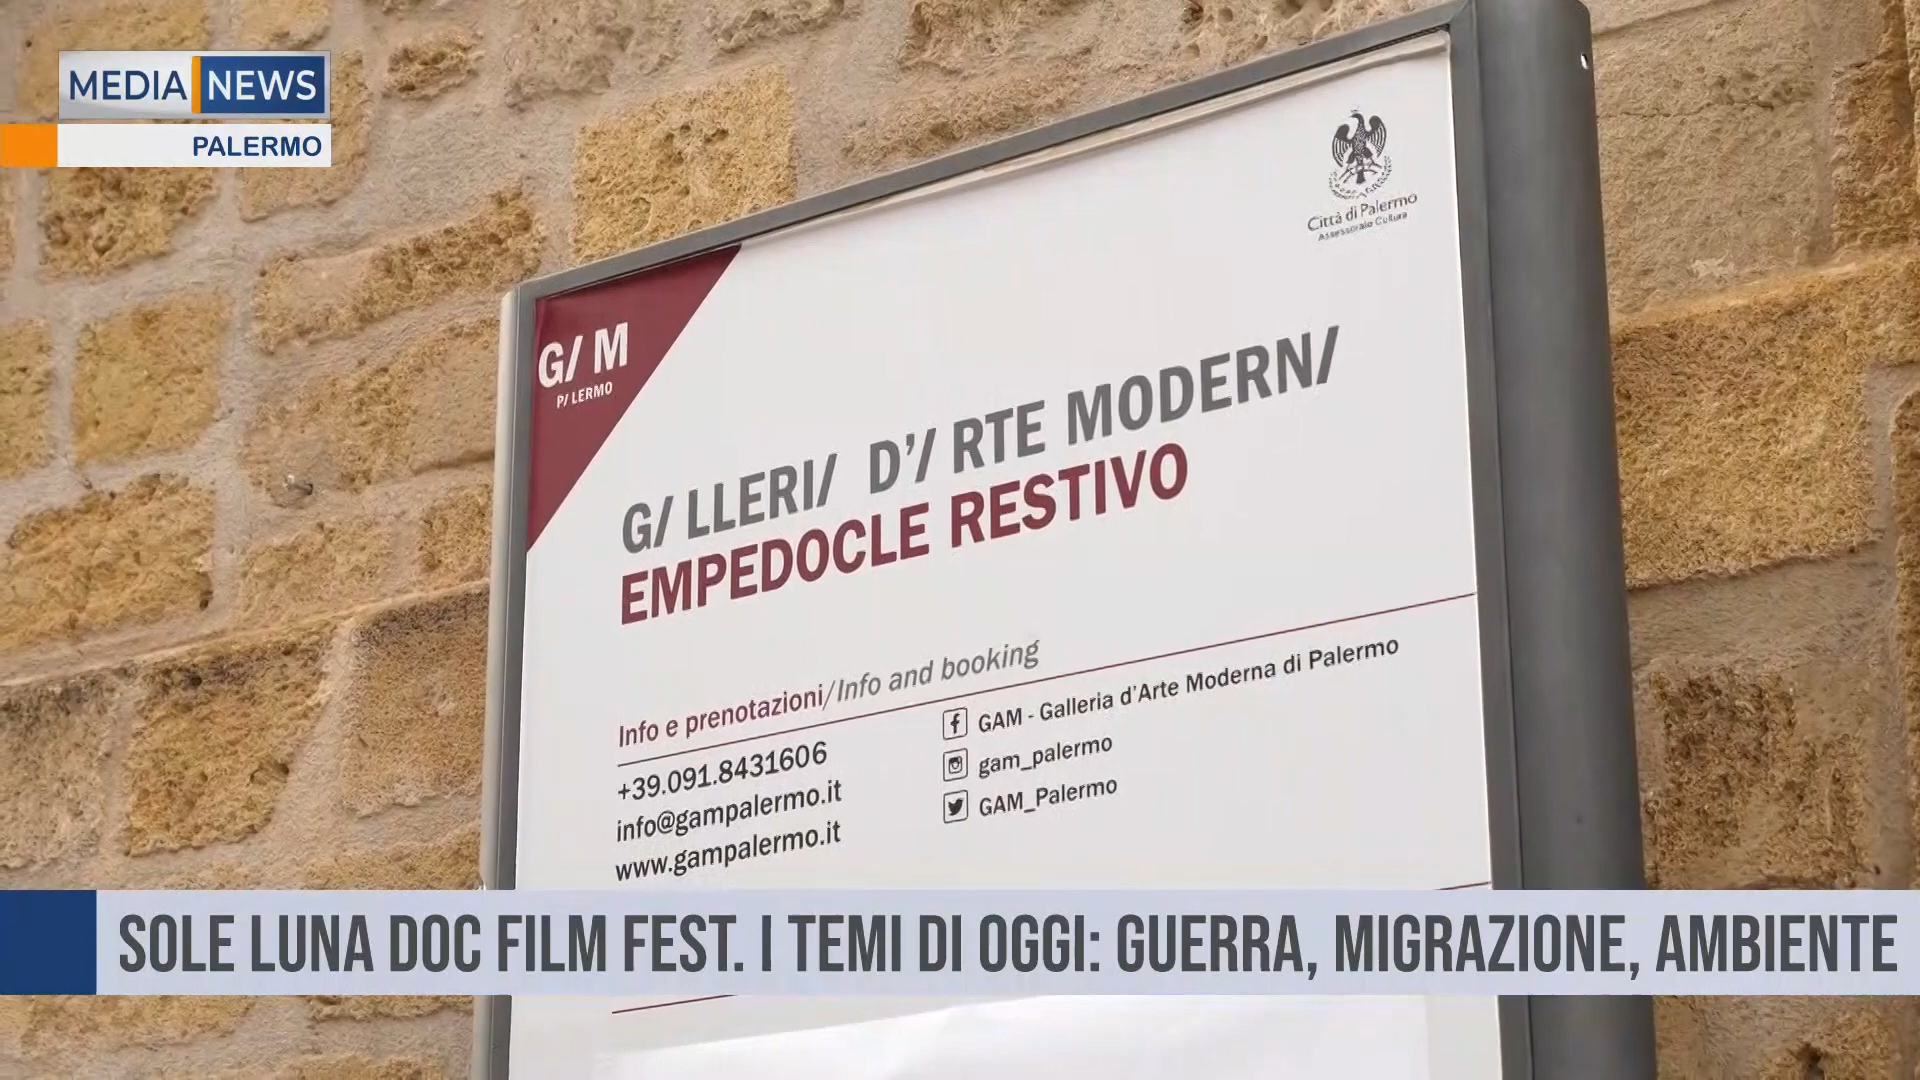 MEDIA NEWS
PALERMO
Città di Palermo
Assessorato Cultura
G/ M
P/ LERMO
G/ LLERI/ D'/ RTE MODERN/
EMPEDOCLE RESTIVO
Info e prenotazioni/Info and booking
+39.091.8431606
info@gampalermo.it
www.gampalermo.it
GAM - Galleria d'Arte Moderna di Palermo
gam_palermo
GAM_Palermo
SOLE LUNA DOC FILM FEST. I TEMI DI OGGI: GUERRA, MIGRAZIONE, AMBIENTE